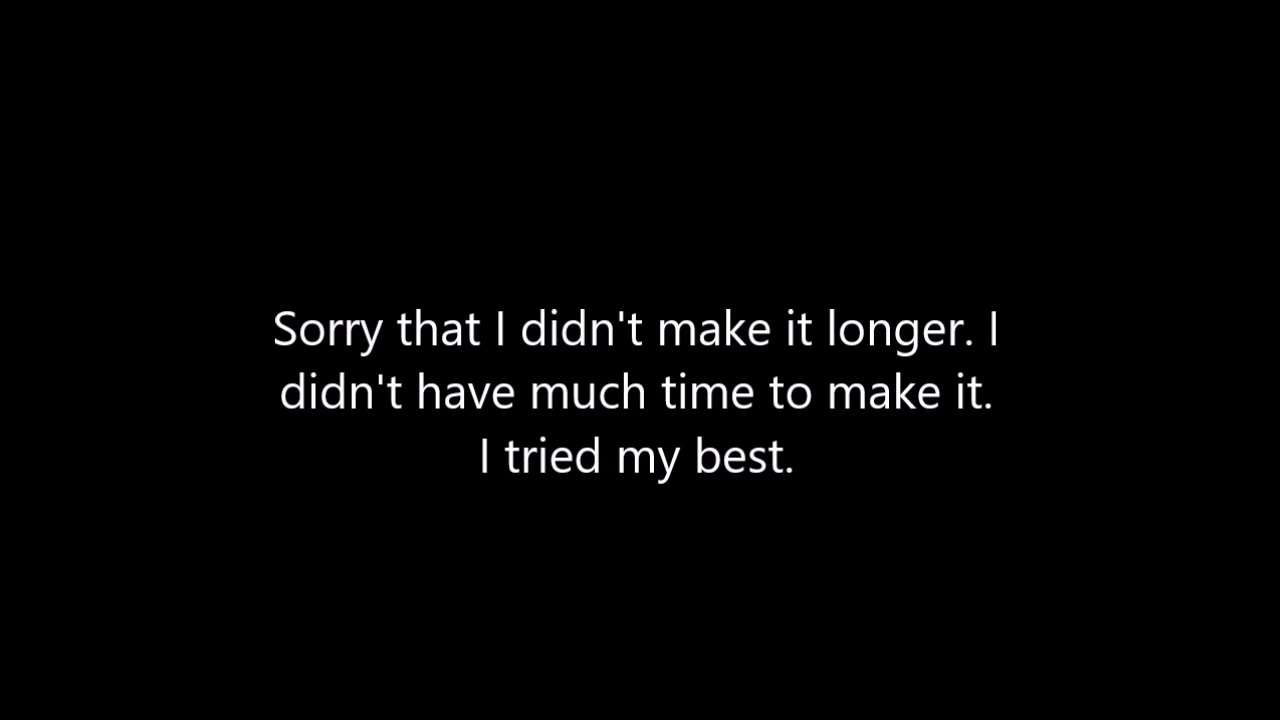 Sorry that I didn't make it longer. I
didn't have much time to make it.
I tried my best.